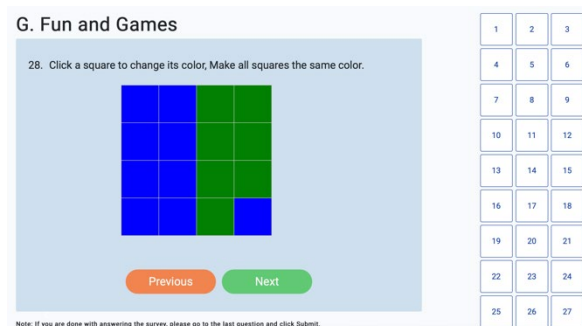 G. Fun and Games
28. Click a square to change its color, Make all squares the same color.
Previous
Next
Note: If you are done with answering the survey, please go to the last question and click Submit.
1 2 3
4 5 6
7 8 9
10 11 12
13 14 15
16 17 18
19 20 21
22 23 24
25 26 27